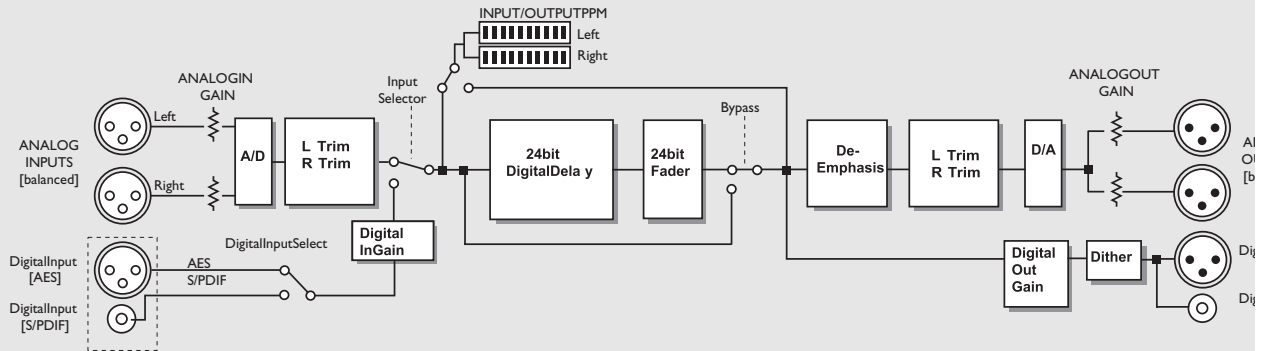 INPUT/OUTPUTPPM
Left
Right
ANALOGIN
GAIN
Input
Selector
ANALOGOUT
GAIN
Bypass
Left
ANALOG
INPUTS
[balanced]
Right
A/D
L Trim
R Trim
24bit
DigitalDela y
24bit
Fader
De-
Emphasis
L Trim
R Trim
D/A
DigitalInputSelect
Digital
InGain
DigitalInput
[AES]
AES
S/PDIF
DigitalInput
[S/PDIF]
Digital
Out
Gain
Dither